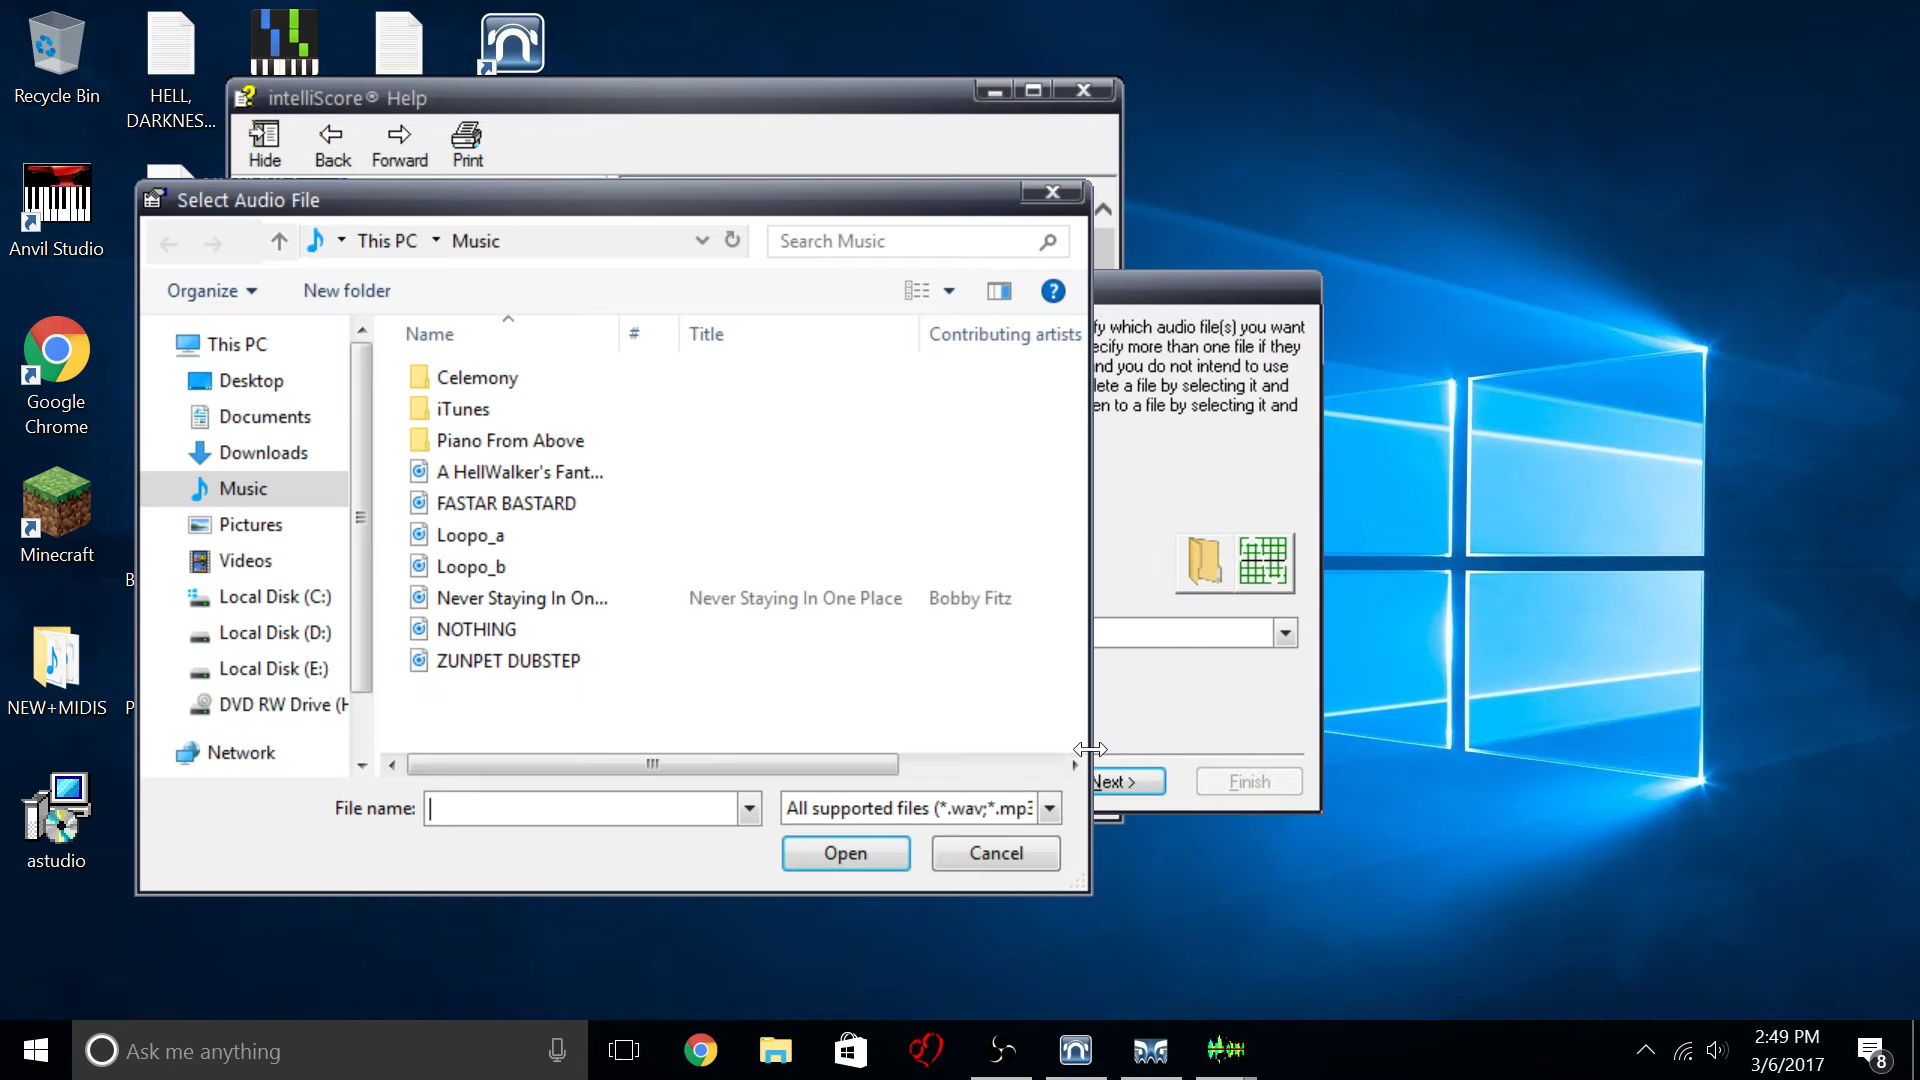 Recycle Bin
HELL,
DARKNES...
Anvil Studio
Google
Chrome
Minecraft
NEW+MIDIS
astudio
B
P
intelliScore® Help
Hide
Back
Forward
Print
Select Audio File
This PC
Music
Search Music
Organize
New folder
Name
#
Title
Contributing artists
This PC
Desktop
Documents
Downloads
Music
Pictures
Videos
Local Disk (C:)
Local Disk (D:)
Local Disk (E:)
DVD RW Drive (H
Network
Celemony
iTunes
Piano From Above
A HellWalker's Fant...
FASTAR BASTARD
Loopo_a
Loopo_b
Never Staying In On... Never Staying In One Place Bobby Fitz
NOTHING
ZUNPET DUBSTEP
File name:
All supported files (*.wav;*.mp3
Open
Cancel
fy which audio file(s) you want
ecify more than one file if they
nd you do not intend to use
lete a file by selecting it and
en to a file by selecting it and
Next >
Finish
Ask me anything
2:49 PM
3/6/2017
8